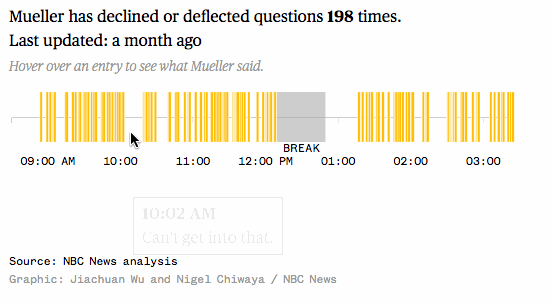 Mueller has declined or deflected questions 198 times.
Last updated: a month ago
Hover over an entry to see what Mueller said.
BREAK
09:00 AM 10:00 11:00 12:00 PM 01:00 02:00 03:00
10:02 AM
Can't get into that.
Source: NBC News analysis
Graphic: Jiachuan Wu and Nigel Chiwaya / NBC News